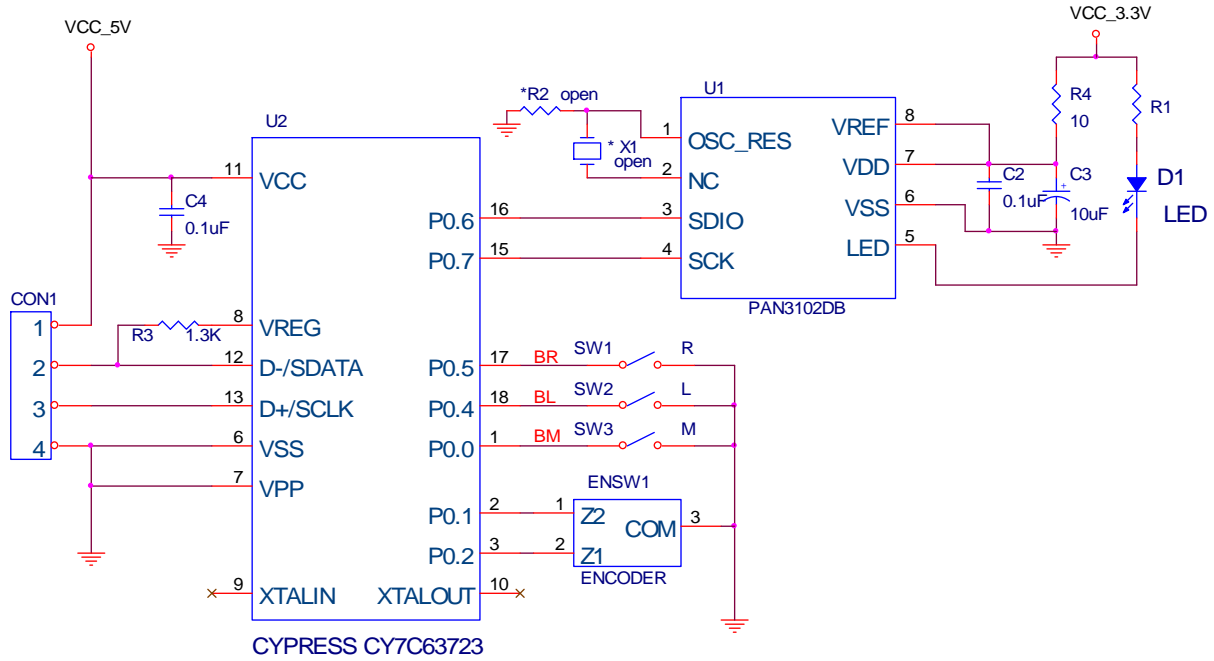 VCC_5V
VCC_3.3V
U1
*R2 open
R4
10
R1
U2
1
OSC_RES
VREF
8
* X1
open
2
NC
VDD
7
11
VCC
C4
0.1uF
C2
0.1uF
C3
+
10uF
D1
LED
P0.6
16
3
SDIO
VSS
6
P0.7
15
4
SCK
LED
5
PAN3102DB
CON1
1
R3
1.3K
8
VREG
2
12
D-/SDATA
P0.5
17
BR
SW1
R
3
13
D+/SCLK
P0.4
18
BL
SW2
L
4
6
VSS
P0.0
1
BM
SW3
M
7
VPP
ENSW1
P0.1
2
1
Z2
COM
3
P0.2
3
2
Z1
ENCODER
9
XTALIN
XTALOUT
10
CYPRESS CY7C63723